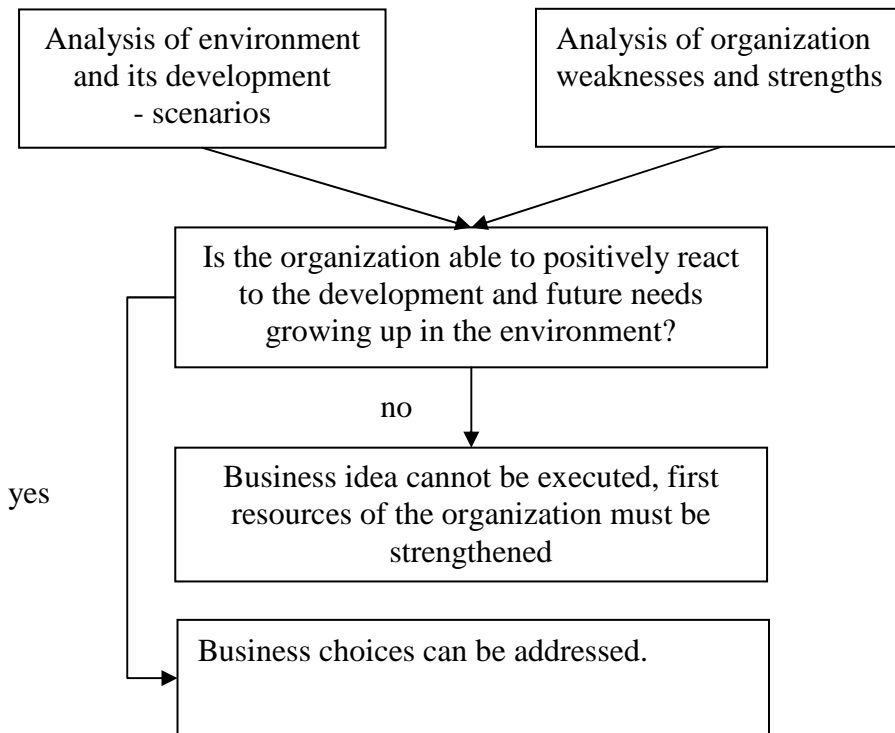 Analysis of environment
and its development
- scenarios
Analysis of organization
weaknesses and strengths
Is the organization able to positively react
to the development and future needs
growing up in the environment?
no
Business idea cannot be executed, first
resources of the organization must be
strengthened
yes
Business choices can be addressed.